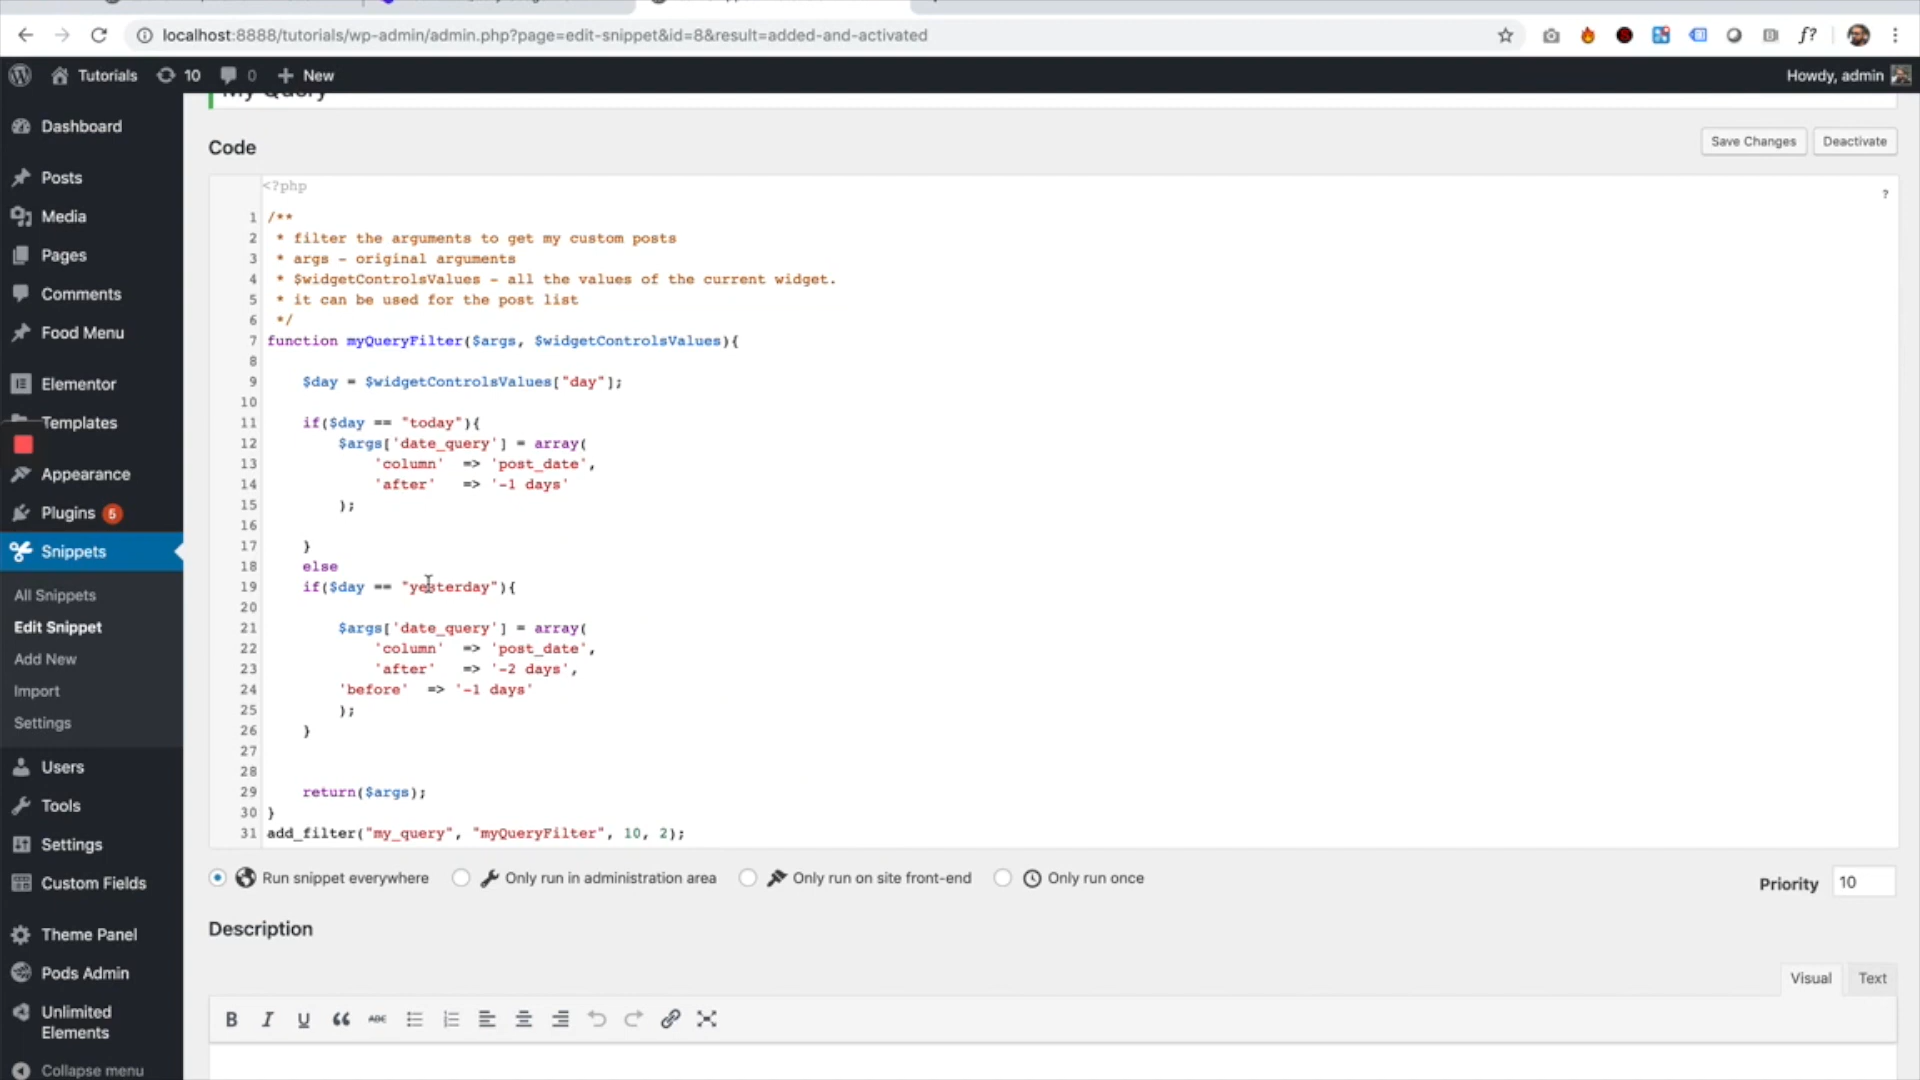 localhost:8888/tutorials/wp-admin/admin.php?page=edit-snippet&id=8&result=added-and-activated
f?
Tutorials
10
0
New
Howdy, admin
My Query
Dashboard
Posts
Media
Pages
Comments
Food Menu
Elementor
Templates
Appearance
Plugins 5
Snippets
All Snippets
Edit Snippet
Add New
Import
Settings
Users
Tools
Settings
Custom Fields
Theme Panel
Pods Admin
Unlimited
Elements
Collapse menu
Code
Save Changes
Deactivate
<?php
?
1 /**
2  * filter the arguments to get my custom posts
3  * args - original arguments
4  * $widgetControlsValues - all the values of the current widget.
5  * it can be used for the post list
6  */
7 function myQueryFilter($args, $widgetControlsValues){
8
9     $day = $widgetControlsValues["day"];
10
11     if($day == "today"){
12         $args['date_query'] = array(
13             'column'  => 'post_date',
14             'after'   => '-1 days'
15         );
16
17     }
18     else
19     if($day == "yesterday"){
20
21         $args['date_query'] = array(
22             'column'  => 'post_date',
23             'after'   => '-2 days',
24         'before'  => '-1 days'
25         );
26     }
27
28
29     return($args);
30 }
31 add_filter("my_query", "myQueryFilter", 10, 2);
Run snippet everywhere
Only run in administration area
Only run on site front-end
Only run once
Priority
10
Description
Visual
Text
B
I
U
ABC